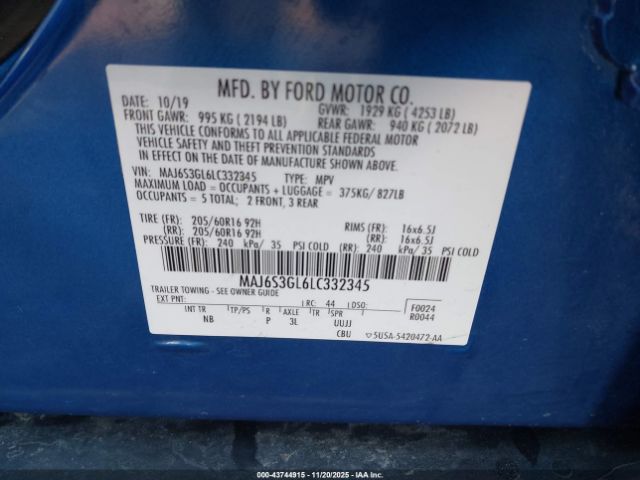 MFD. BY FORD MOTOR CO.
DATE: 10/19 GVWR: 1929 KG ( 4253 LB)
FRONT GAWR: 995 KG ( 2194 LB) REAR GAWR: 940 KG ( 2072 LB)
THIS VEHICLE CONFORMS TO ALL APPLICABLE FEDERAL MOTOR
VEHICLE SAFETY AND THEFT PREVENTION STANDARDS
IN EFFECT ON THE DATE OF MANUFACTURE SHOWN ABOVE.
VIN: MAJ6S3GL6LC332345 TYPE: MPV
MAXIMUM LOAD = OCCUPANTS + LUGGAGE = 375KG/ 827LB
OCCUPANTS = 5 TOTAL; 2 FRONT, 3 REAR
TIRE (FR): 205/60R16 92H RIMS (FR): 16x6.5J
(RR): 205/60R16 92H (RR): 16x6.5J
PRESSURE (FR): 240 kPa/ 35 PSI COLD (RR): 240 kPa/ 35 PSI COLD
MAJ6S3GL6LC332345
TRAILER TOWING - SEE OWNER GUIDE
EXT PNT: RC: 44 DSO: F0024
R0044
INT TR TP/PS R AXLE TR SPR
NB P 3L UUJJ
CBU 5U5A-5420472-AA
000-43744915 - 11/20/2025 - IAA, Inc.